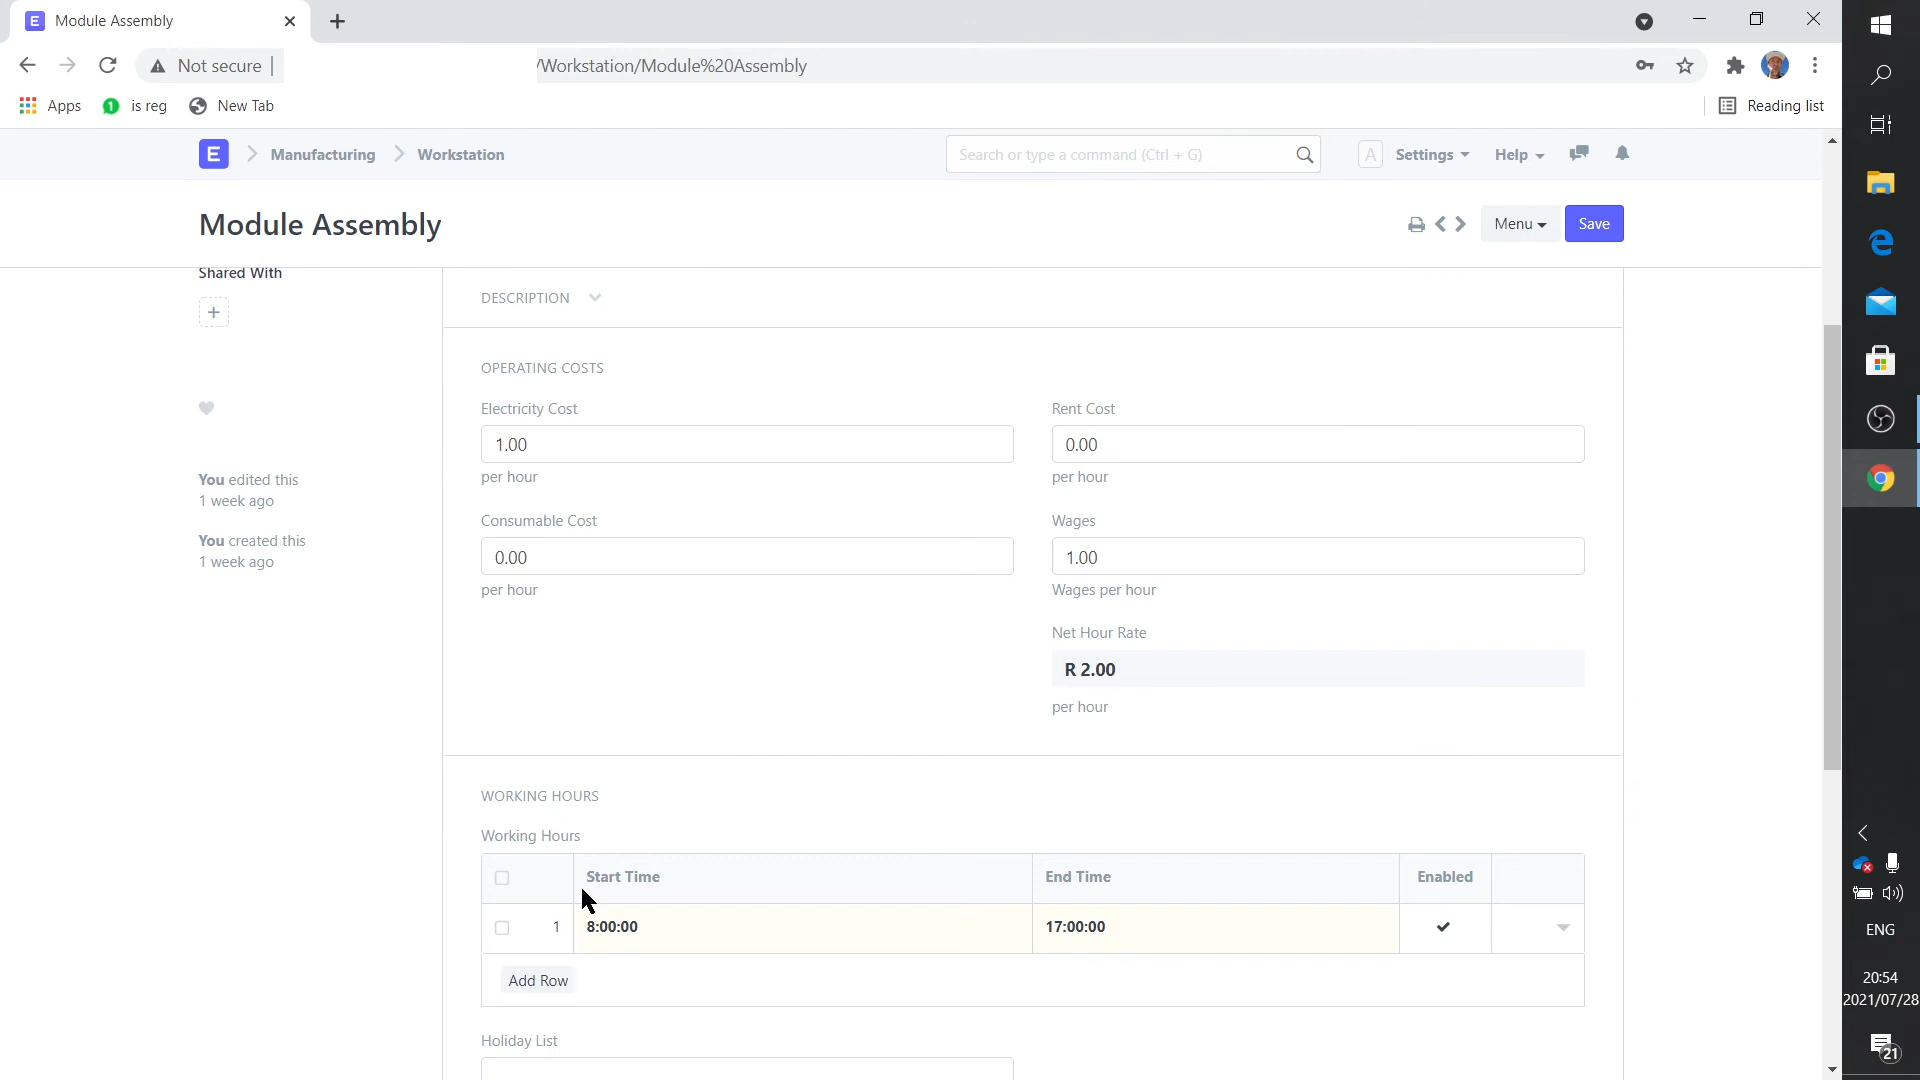 E Module Assembly
Not secure | /Workstation/Module%20Assembly
Apps 1 is reg New Tab Reading list
E Manufacturing Workstation Search or type a command (Ctrl + G) A Settings Help
Module Assembly Menu Save
Shared With
+
DESCRIPTION
OPERATING COSTS
Electricity Cost Rent Cost
1.00 0.00
per hour per hour
You edited this
1 week ago
Consumable Cost Wages
0.00 1.00
per hour Wages per hour
You created this
1 week ago
Net Hour Rate
R 2.00
per hour
WORKING HOURS
Working Hours
Start Time End Time Enabled
1 8:00:00 17:00:00
Add Row
Holiday List
ENG
20:54
2021/07/28
21